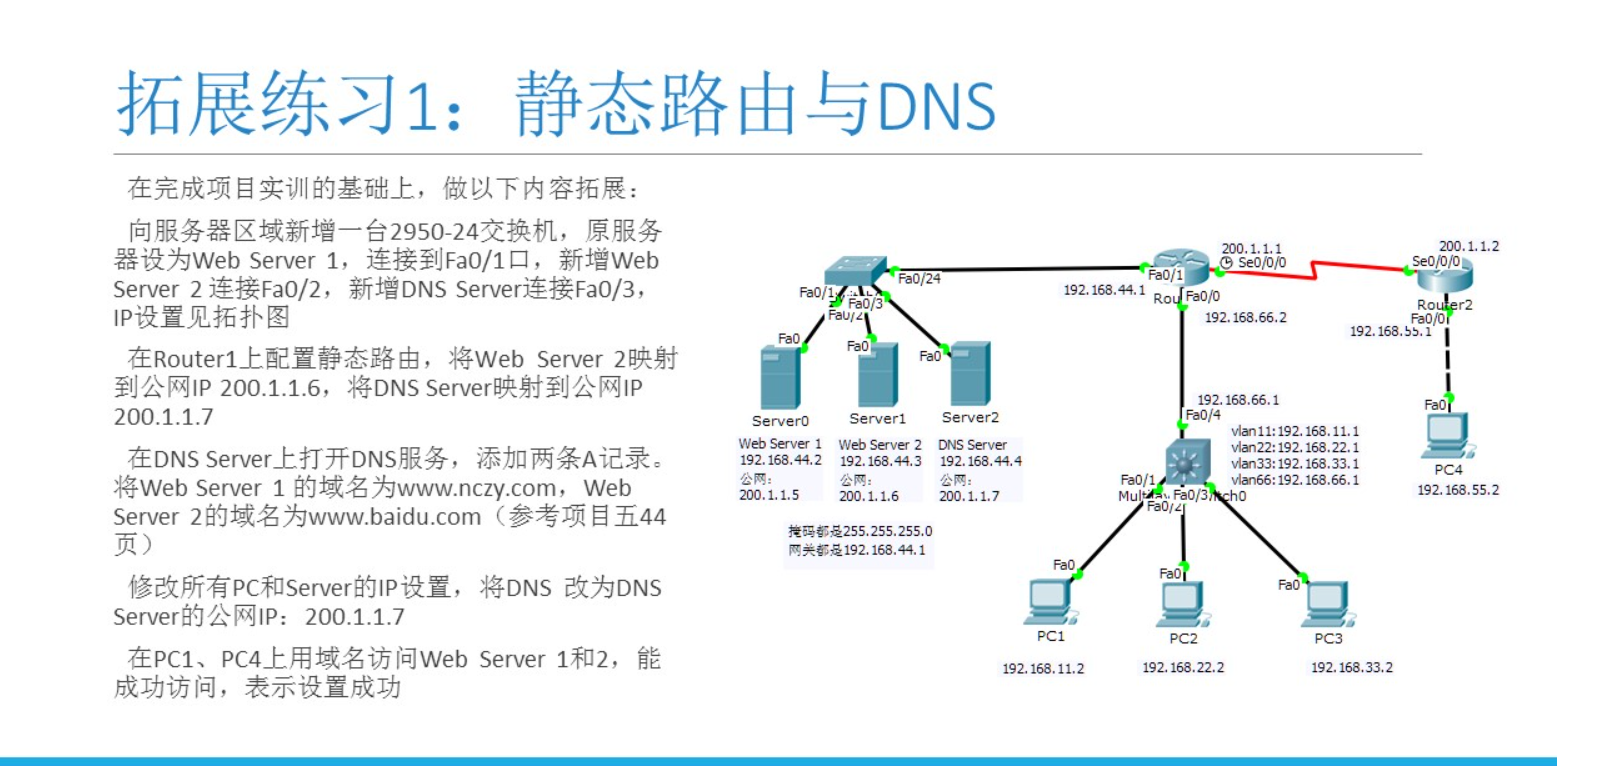 拓展练习1：静态路由与DNS
在完成项目实训的基础上，做以下内容拓展：
向服务器区域新增一台2950-24交换机，原服务
器设为Web Server 1，连接到Fa0/1口，新增Web
Server 2 连接Fa0/2，新增DNS Server连接Fa0/3，
IP设置见拓扑图
在Router1上配置静态路由，将Web Server 2映射
到公网IP 200.1.1.6，将DNS Server映射到公网IP
200.1.1.7
在DNS Server上打开DNS服务，添加两条A记录。
将Web Server 1 的域名为www.nczy.com，Web
Server 2的域名为www.baidu.com（参考项目五44
页）
修改所有PC和Server的IP设置，将DNS 改为DNS
Server的公网IP：200.1.1.7
在PC1、PC4上用域名访问Web Server 1和2，能
成功访问，表示设置成功
Fa0/24
Fa0/1
Fa0/3
Fa0/2
Fa0
Fa0
Fa0
Server0
Server1
Server2
Web Server 1
192.168.44.2
公网：
200.1.1.5
Web Server 2
192.168.44.3
公网：
200.1.1.6
DNS Server
192.168.44.4
公网：
200.1.1.7
掩码都是255.255.255.0
网关都是192.168.44.1
200.1.1.1
Se0/0/0
Fa0/1
192.168.44.1
Rou
Fa0/0
192.168.66.2
200.1.1.2
Se0/0/0
Router2
Fa0/0
192.168.55.1
Fa0
PC4
192.168.55.2
192.168.66.1
Fa0/4
vlan11:192.168.11.1
vlan22:192.168.22.1
vlan33:192.168.33.1
vlan66:192.168.66.1
Fa0/1
Fa0/3
Fa0/2
Fa0
Fa0
Fa0
PC1
PC2
PC3
192.168.11.2
192.168.22.2
192.168.33.2